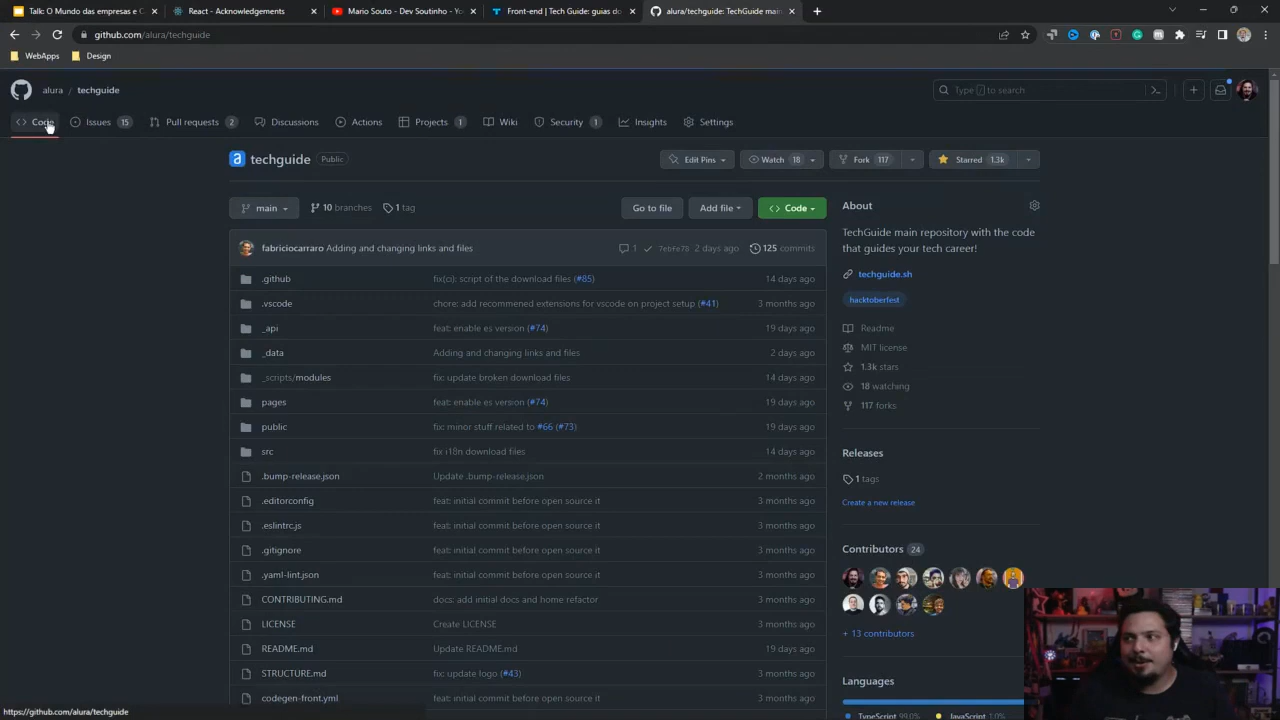 Talk: O Mundo das empresas e C
React - Acknowledgements
Mario Souto - Dev Soutinho - Yo
Front-end | Tech Guide: guias do
alura/techguide: TechGuide main
github.com/alura/techguide
WebApps
Design
alura / techguide
Type / to search
Code
Issues 15
Pull requests 2
Discussions
Actions
Projects 1
Wiki
Security 1
Insights
Settings
techguide Public
Edit Pins
Watch 18
Fork 117
Starred 1.3k
main
10 branches
1 tag
Go to file
Add file
Code
About
TechGuide main repository with the code
that guides your tech career!
techguide.sh
hacktoberfest
Readme
MIT license
1.3k stars
18 watching
117 forks
Releases
1 tags
Create a new release
Contributors 24
+ 13 contributors
Languages
TypeScript 99.0% JavaScript 1.0%
fabriciocarraro Adding and changing links and files 1 7ebfe78 2 days ago 125 commits
.github fix(ci): script of the download files (#85) 14 days ago
.vscode chore: add recommened extensions for vscode on project setup (#41) 3 months ago
_api feat: enable es version (#74) 19 days ago
_data Adding and changing links and files 2 days ago
_scripts/modules fix: update broken download files 14 days ago
pages feat: enable es version (#74) 19 days ago
public fix: minor stuff related to #66 (#73) 19 days ago
src fix i18n download files 14 days ago
.bump-release.json Update .bump-release.json 2 months ago
.editorconfig feat: initial commit before open source it 3 months ago
.eslintrc.js feat: initial commit before open source it 3 months ago
.gitignore feat: initial commit before open source it 3 months ago
.yaml-lint.json feat: initial commit before open source it 3 months ago
CONTRIBUTING.md docs: add initial docs and home refactor 3 months ago
LICENSE Create LICENSE 3 months ago
README.md Update README.md 19 days ago
STRUCTURE.md fix: update logo (#43) 3 months ago
codegen-front.yml feat: initial commit before open source it 3 months ago
https://github.com/alura/techguide